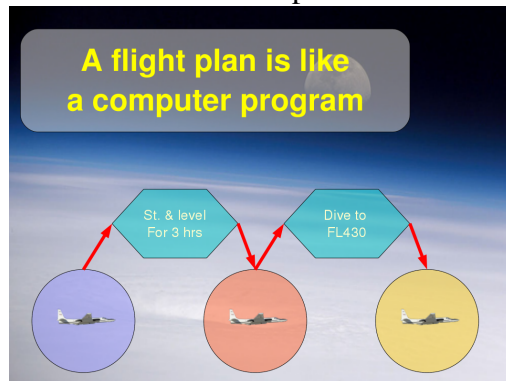 A flight plan is like
a computer program
St. & level
For 3 hrs
Dive to
FL430